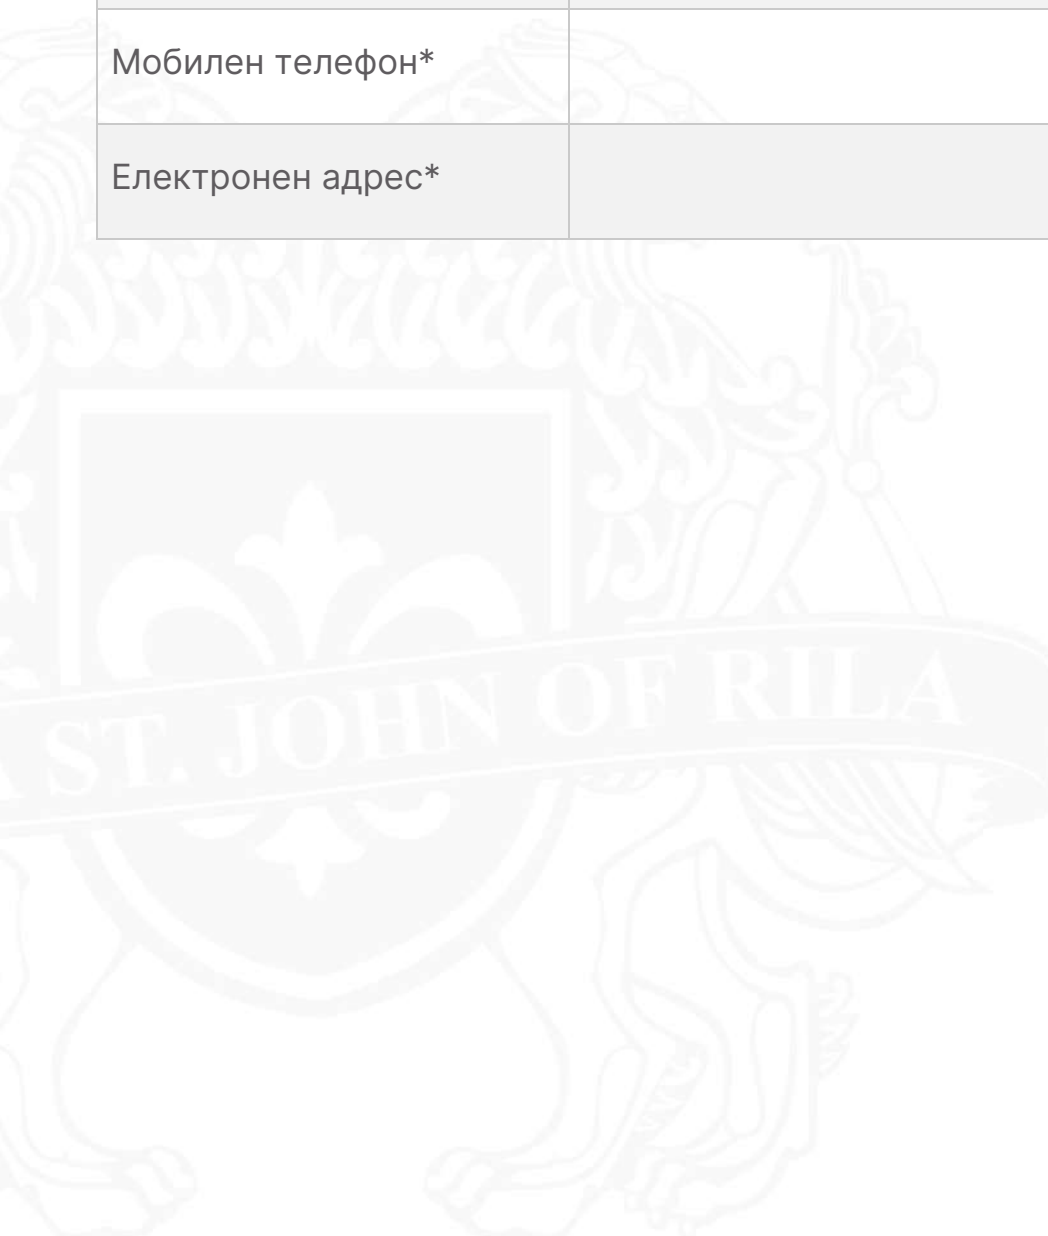 Мобилен телефон*
Електронен адрес*
ST. JOHN OF RILA